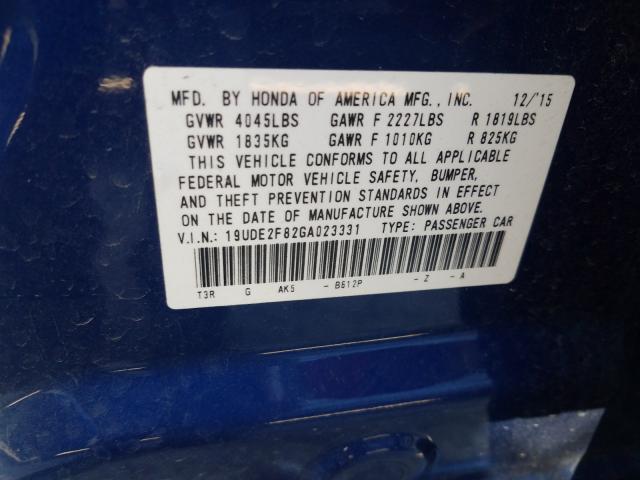 MFD. BY HONDA OF AMERICA MFG., INC. 12/'15
GVWR 4045LBS GAWR F 2227LBS R 1819LBS
GVWR 1835KG GAWR F 1010KG R 825KG
THIS VEHICLE CONFORMS TO ALL APPLICABLE
FEDERAL MOTOR VEHICLE SAFETY, BUMPER,
AND THEFT PREVENTION STANDARDS IN EFFECT
ON THE DATE OF MANUFACTURE SHOWN ABOVE.
V.I.N.: 19UDE2F82GA023331 TYPE: PASSENGER CAR
T3R G AK5 - B612P - Z - A